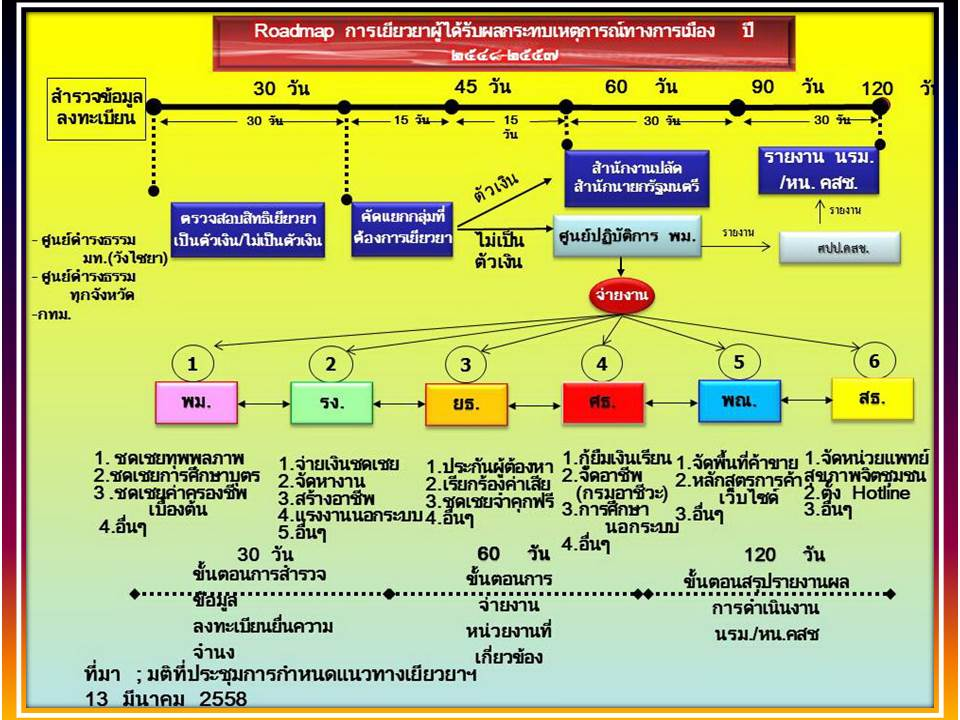 Roadmap การเยียวยาผู้ได้รับผลกระทบเหตุการณ์ทางการเมือง ปี
๒๕๔๘-๒๕๕๗
สำรวจข้อมูล
ลงทะเบียน
30 วัน
45 วัน
60 วัน
90 วัน
120 วัน
30 วัน
15 วัน
15
วัน
30 วัน
30 วัน
ตรวจสอบสิทธิเยียวยา
เป็นตัวเงิน/ไม่เป็นตัวเงิน
คัดแยกกลุ่มที่
ต้องการเยียวยา
ตัวเงิน
ไม่เป็น
ตัวเงิน
สำนักงานปลัด
สำนักนายกรัฐมนตรี
ศูนย์ปฏิบัติการ พม.
รายงาน
รายงาน นรม.
/หน. คสช.
รายงาน
ศปป.คสช.
- ศูนย์ดำรงธรรม
มท.(วังไชยา)
- ศูนย์ดำรงธรรม
ทุกจังหวัด
-กทม.
จ่ายงาน
1
2
3
4
5
6
พม.
รง.
ยธ.
ศธ.
พณ.
สธ.
1. ชดเชยทุพพลภาพ
2.ชดเชยการศึกษาบุตร
3 .ชดเชยค่าครองชีพ
เบื้องต้น
4.อื่นๆ
1.จ่ายเงินชดเชย
2.จัดหางาน
3.สร้างอาชีพ
4.แรงงานนอกระบบ
5.อื่นๆ
1.ประกันผู้ต้องหา
2.เรียกร้องค่าเสีย
3.ชดเชยจำคุกฟรี
4.อื่นๆ
1.กู้ยืมเงินเรียน
2.จัดอาชีพ
(กรมอาชีวะ)
3.การศึกษา
นอกระบบ
4.อื่นๆ
1.จัดพื้นที่ค้าขาย
2.หลักสูตรการค้า
เว็บไซด์
3.อื่นๆ
1.จัดหน่วยแพทย์
สุขภาพจิตชุมชน
2.ตั้ง Hotline
3.อื่นๆ
30 วัน
ขั้นตอนการสำรวจ
ข้อมูล
ลงทะเบียนยื่นความ
จำนง
60 วัน
ขั้นตอนการ
จ่ายงาน
หน่วยงานที่
เกี่ยวข้อง
120 วัน
ขั้นตอนสรุปรายงานผล
การดำเนินงาน
นรม./หน.คสช
ที่มา ; มติที่ประชุมการกำหนดแนวทางเยียวยาฯ
13 มีนาคม 2558